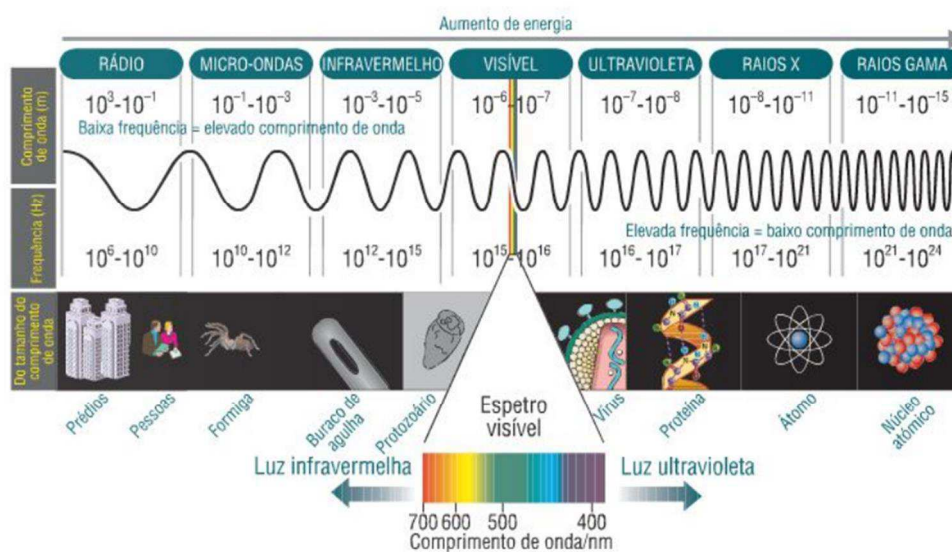 Aumento de energia
RÁDIO
MICRO-ONDAS
INFRAVERMELHO
VISÍVEL
ULTRAVIOLETA
RAIOS X
RAIOS GAMA
Comprimento
de onda (m)
10³-10⁻¹
10⁻¹-10⁻³
10⁻³-10⁻⁵
10⁻⁶-10⁻⁷
10⁻⁷-10⁻⁸
10⁻⁸-10⁻¹¹
10⁻¹¹-10⁻¹⁵
Baixa frequência = elevado comprimento de onda
Frequência (Hz)
Elevada frequência = baixo comprimento de onda
10⁶-10¹⁰
10¹⁰-10¹²
10¹²-10¹⁵
10¹⁵-10¹⁶
10¹⁶-10¹⁷
10¹⁷-10²¹
10²¹-10²⁴
Do tamanho do
comprimento de
onda
Prédios
Pessoas
Formiga
Buraco de
agulha
Protozoário
Vírus
Proteína
Átomo
Núcleo
atómico
Espetro
visível
Luz infravermelha
Luz ultravioleta
700 600 500 400
Comprimento de onda/nm